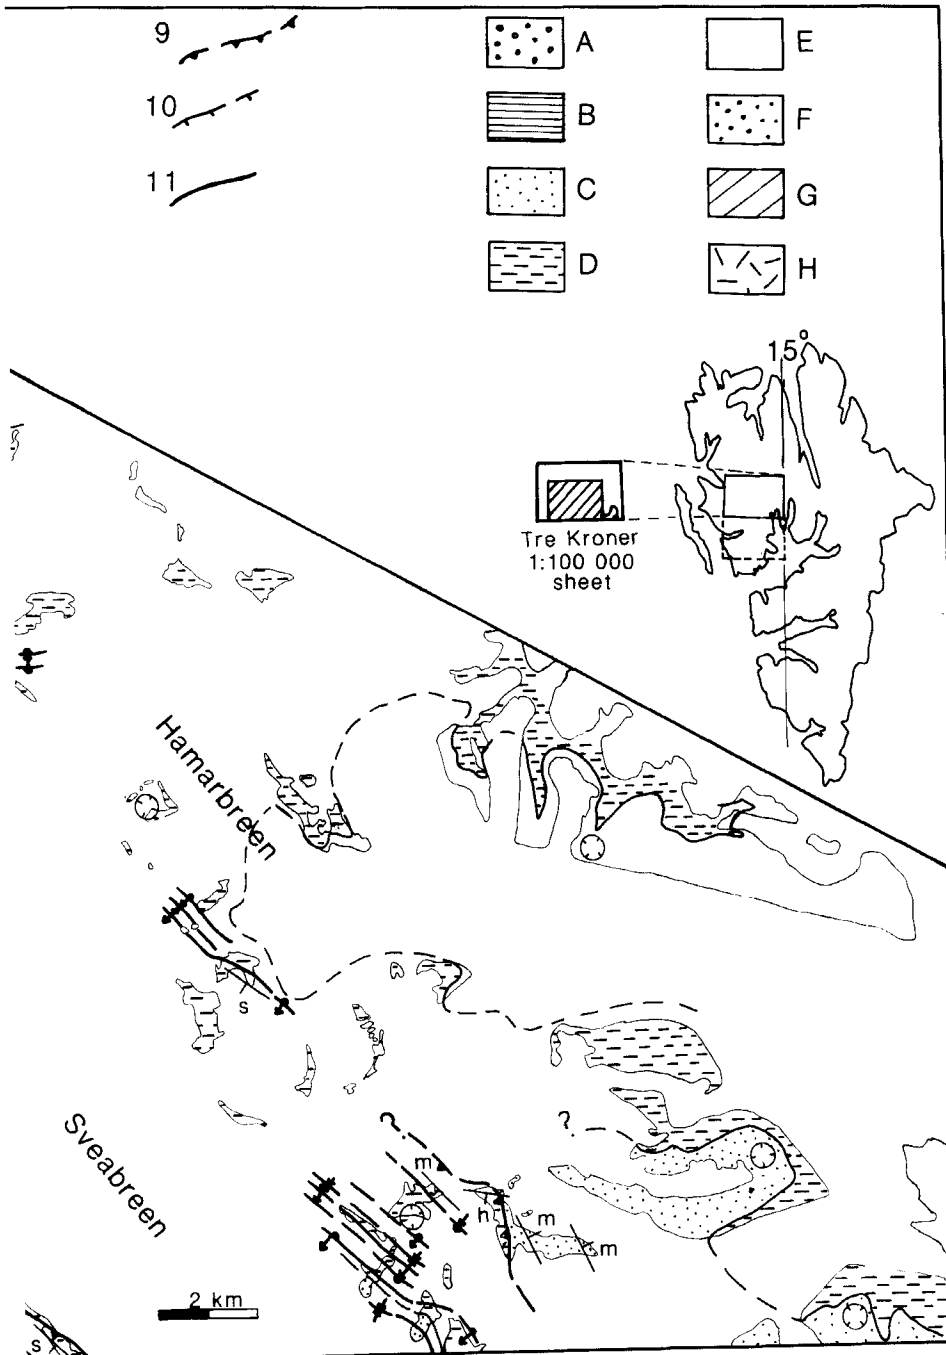 9
10
11
A
B
C
D
E
F
G
H
15°
Tre Kroner
1:100 000
sheet
Hamarbreen
s
Sveabreen
?
?
m
h
m
m
2 km
s